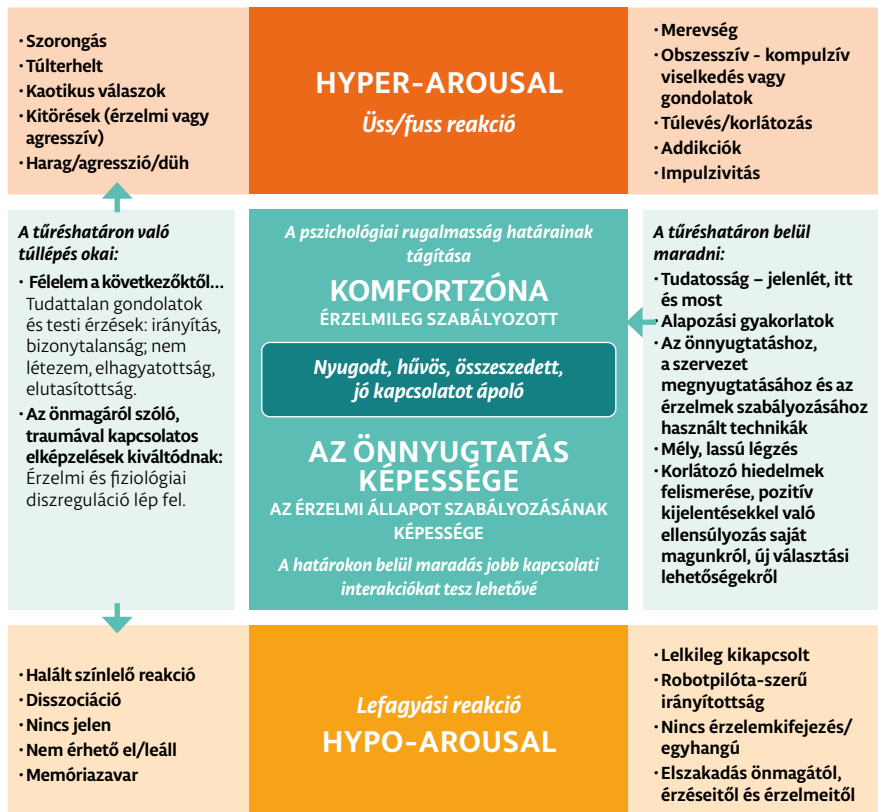 · Szorongás
· Túlterhelt
· Kaotikus válaszok
· Kitörések (érzelmi vagy
agresszív)
· Harag/agresszió/düh
HYPER-AROUSAL
Üss/fuss reakció
· Merevség
· Obszesszív - kompulzív
viselkedés vagy
gondolatok
· Túlevés/korlátozás
· Addikciók
· Impulzivitás
A tűréshatáron való
túllépés okai:
· Félelem a következőktől...
Tudattalan gondolatok
és testi érzések: irányítás,
bizonytalanság; nem
létezem, elhagyatottság,
elutasítottság.
· Az önmagáról szóló,
traumával kapcsolatos
elképzelések kiváltódnak:
Érzelmi és fiziológiai
diszreguláció lép fel.
A pszichológiai rugalmasság határainak
tágítása
KOMFORTZÓNA
ÉRZELMILEG SZABÁLYOZOTT
Nyugodt, hűvös, összeszedett,
jó kapcsolatot ápoló
AZ ÖNNYUGTATÁS
KÉPESSÉGE
AZ ÉRZELMI ÁLLAPOT SZABÁLYOZÁSÁNAK
KÉPESSÉGE
A határokon belül maradás jobb kapcsolati
interakciókat tesz lehetővé
A tűréshatáron belül
maradni:
· Tudatosság – jelenlét, itt
és most
· Alapozási gyakorlatok
· Az önnyugtatáshoz,
a szervezet
megnyugtatásához és az
érzelmek szabályozásához
használt technikák
· Mély, lassú légzés
· Korlátozó hiedelmek
felismerése, pozitív
kijelentésekkel való
ellensúlyozás saját
magunkról, új választási
lehetőségekről
· Halált színlelő reakció
· Disszociáció
· Nincs jelen
· Nem érhető el/leáll
· Memóriazavar
Lefagyási reakció
HYPO-AROUSAL
· Lelkileg kikapcsolt
· Robotpilóta-szerű
irányítottság
· Nincs érzelemkifejezés/
egyhangú
· Elszakadás önmagától,
érzéseitől és érzelmeitől